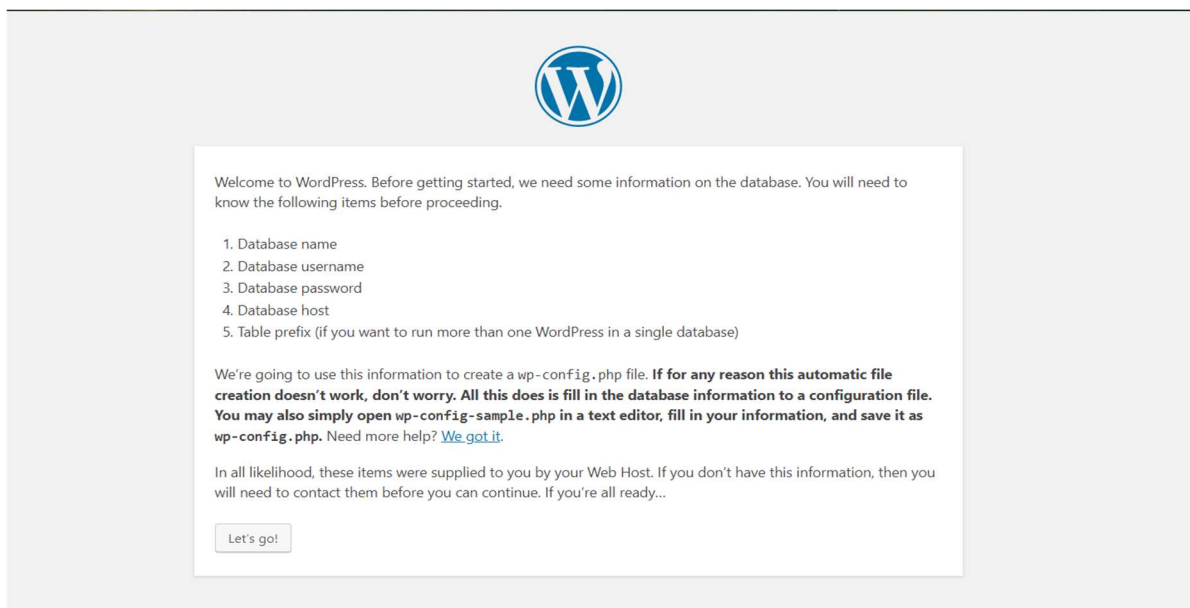 Welcome to WordPress. Before getting started, we need some information on the database. You will need to
know the following items before proceeding.
1. Database name
2. Database username
3. Database password
4. Database host
5. Table prefix (if you want to run more than one WordPress in a single database)
We’re going to use this information to create a wp-config.php file. If for any reason this automatic file
creation doesn’t work, don’t worry. All this does is fill in the database information to a configuration file.
You may also simply open wp-config-sample.php in a text editor, fill in your information, and save it as
wp-config.php. Need more help? We got it.
In all likelihood, these items were supplied to you by your Web Host. If you don’t have this information, then you
will need to contact them before you can continue. If you’re all ready…
Let’s go!